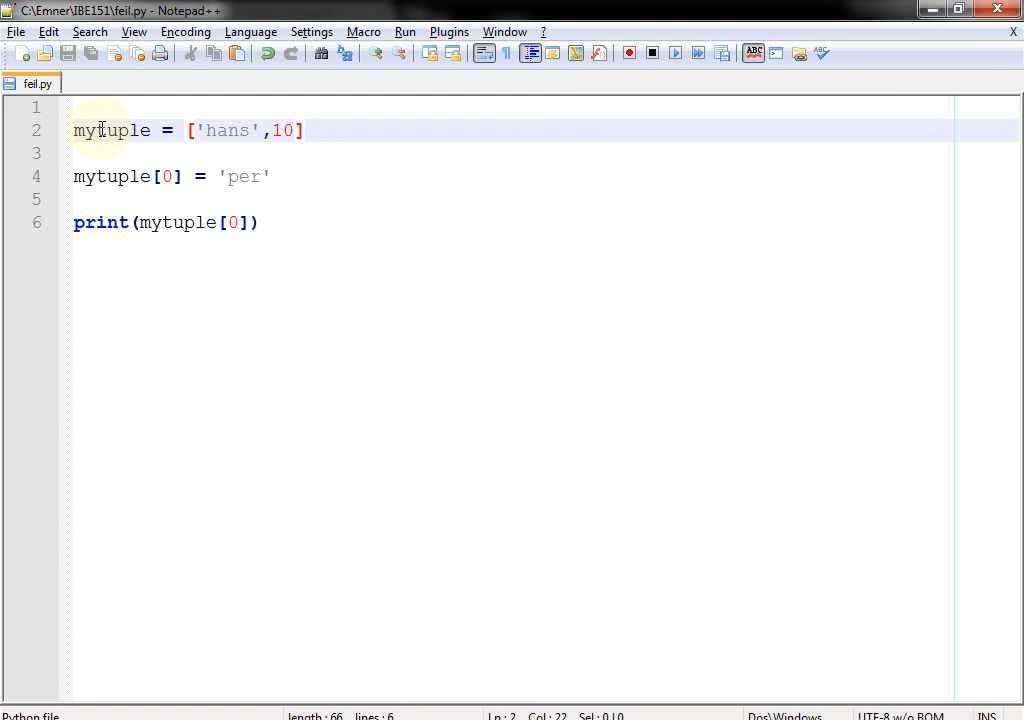 C:\Emner\IBE151\feil.py - Notepad++
File Edit Search View Encoding Language Settings Macro Run Plugins Window ? X
ABC ABC
feil.py
1
2 mytuple = ['hans',10]
3
4 mytuple[0] = 'per'
5
6 print(mytuple[0])
Python file length : 66 lines : 6 Ln : 2 Col : 22 Sel : 0 | 0 Dos\Windows UTF-8 w/o BOM INS